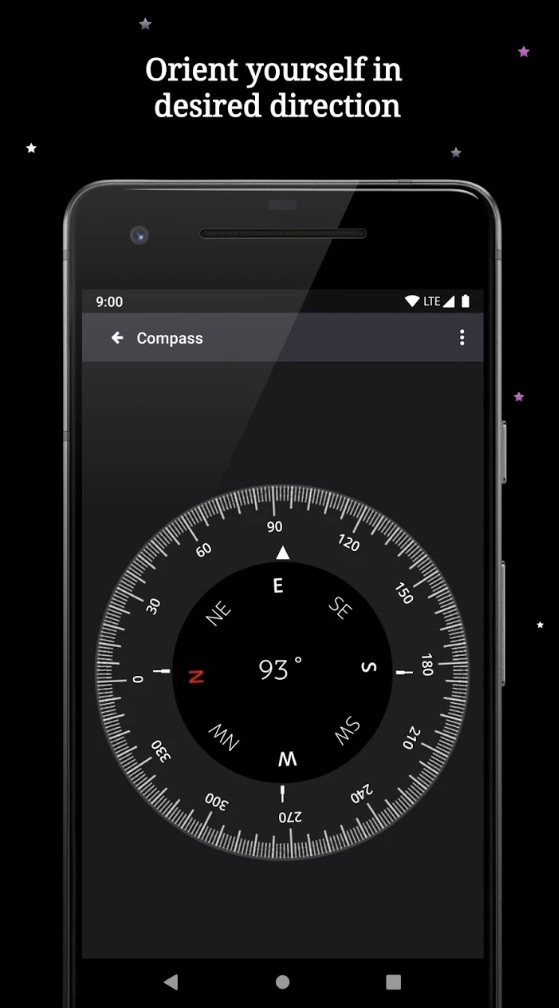 Orient yourself in
desired direction
9:00
LTE
Compass
90
60
120
30
150
E
NE
SE
0
N
93°
S
180
NW
SW
330
210
W
300
240
270